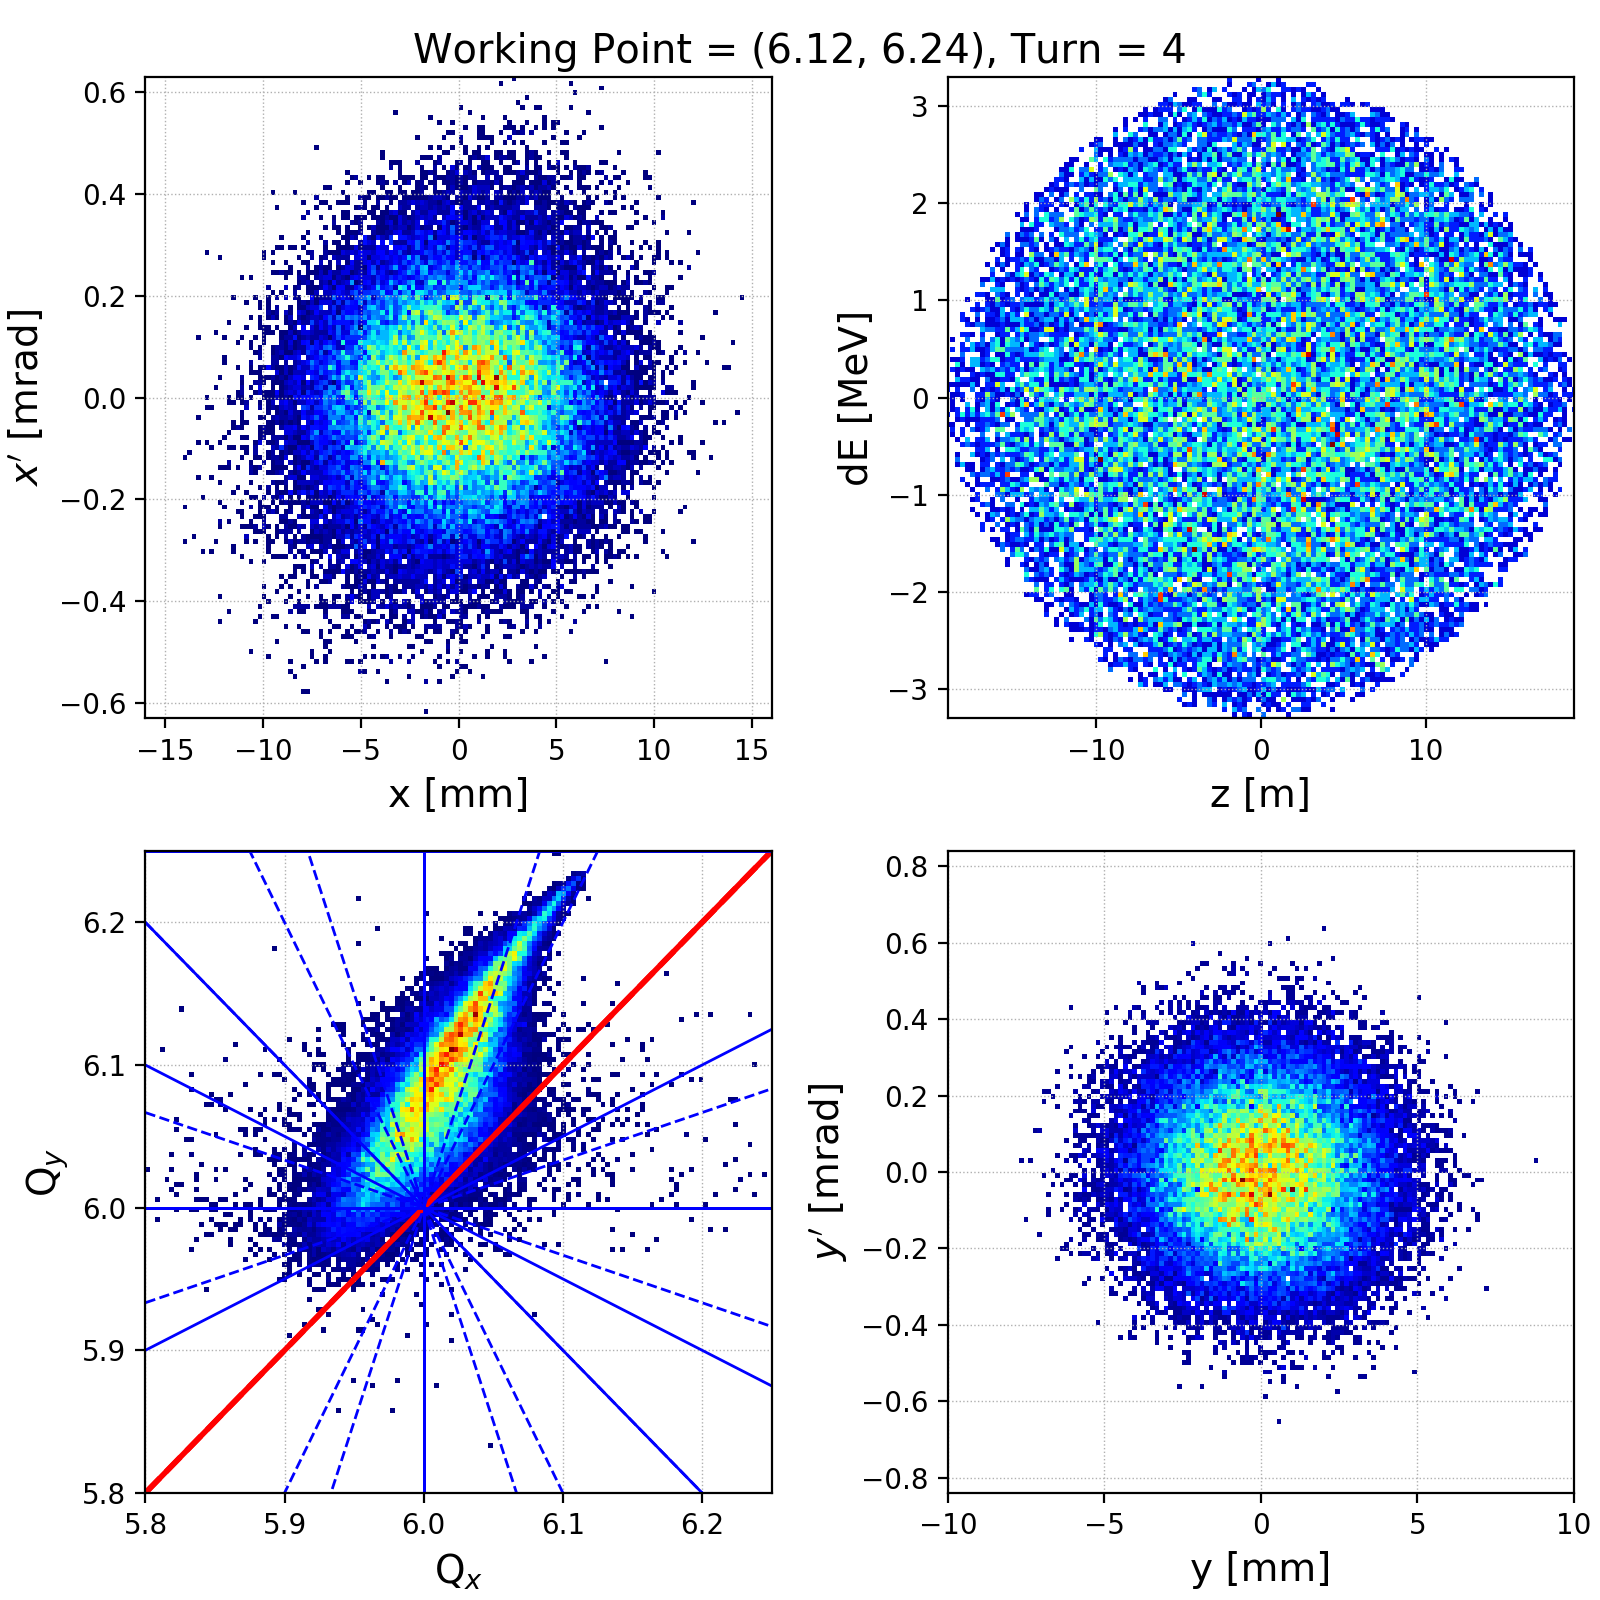 Working Point = (6.12, 6.24), Turn = 4
0.6
0.4
0.2
0.0
−0.2
−0.4
−0.6
x′ [mrad]
−15 −10 −5 0 5 10 15
x [mm]
3
2
1
0
−1
−2
−3
dE [MeV]
−10 0 10
z [m]
6.2
6.1
6.0
5.9
5.8
Qy
5.8 5.9 6.0 6.1 6.2
Qx
0.8
0.6
0.4
0.2
0.0
−0.2
−0.4
−0.6
−0.8
y′ [mrad]
−10 −5 0 5 10
y [mm]